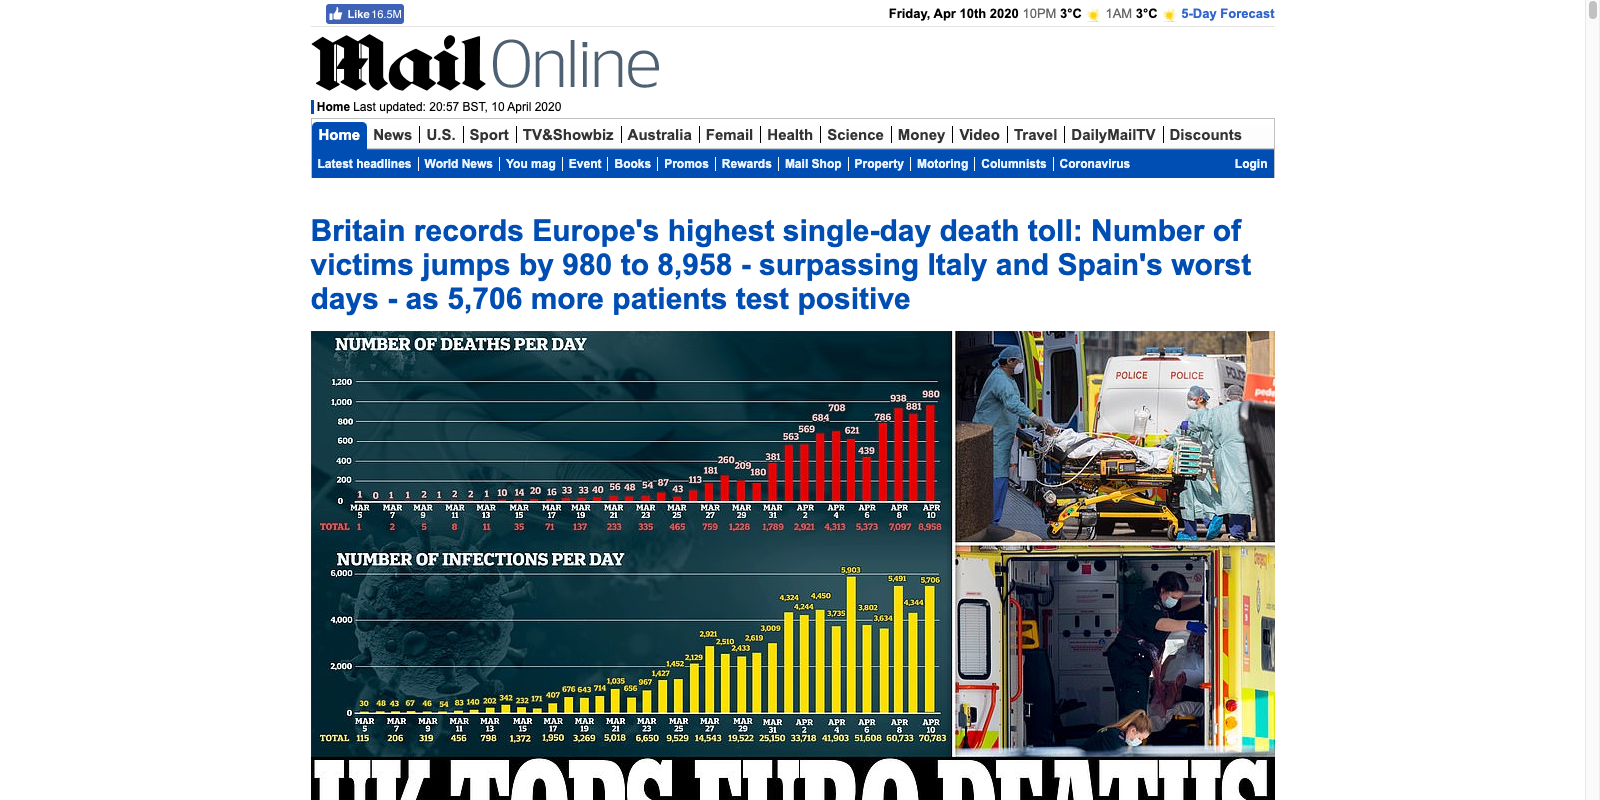 Like 16.5M
Friday, Apr 10th 2020 10PM 3°C 1AM 3°C 5-Day Forecast
Mail Online
Home Last updated: 20:57 BST, 10 April 2020
Home News U.S. Sport TV&Showbiz Australia Femail Health Science Money Video Travel DailyMailTV Discounts
Latest headlines World News You mag Event Books Promos Rewards Mail Shop Property Motoring Columnists Coronavirus Login
Britain records Europe's highest single-day death toll: Number of
victims jumps by 980 to 8,958 - surpassing Italy and Spain's worst
days - as 5,706 more patients test positive
NUMBER OF DEATHS PER DAY
1,200
1,000
800
600
400
200
0
1 0 1 1 2 1 2 2 1 10 14 20 16 33 33 40 56 48 54 87 43 113 181 260 209 180 381 563 569 684 708 621 439 786 938 881 980
MAR 5 MAR 7 MAR 9 MAR 11 MAR 13 MAR 15 MAR 17 MAR 19 MAR 21 MAR 23 MAR 25 MAR 27 MAR 29 MAR 31 APR 2 APR 4 APR 6 APR 8 APR 10
TOTAL 1 2 5 8 11 35 71 137 233 335 465 759 1,228 1,789 2,921 4,313 5,373 7,097 8,958
NUMBER OF INFECTIONS PER DAY
6,000
4,000
2,000
0
30 48 43 67 46 54 83 140 202 342 232 171 407 676 643 714 1,035 656 967 1,427 1,452 2,129 2,921 2,510 2,433 2,619 3,009 4,324 4,244 4,450 3,735 5,903 3,802 3,634 5,491 4,344 5,706
MAR 5 MAR 7 MAR 9 MAR 11 MAR 13 MAR 15 MAR 17 MAR 19 MAR 21 MAR 23 MAR 25 MAR 27 MAR 29 MAR 31 APR 2 APR 4 APR 6 APR 8 APR 10
TOTAL 115 206 319 456 798 1,372 1,950 3,269 5,018 6,650 9,529 14,543 19,522 25,150 33,718 41,903 51,608 60,733 70,783
POLICE POLICE
UK TOPS EURO DEATHS